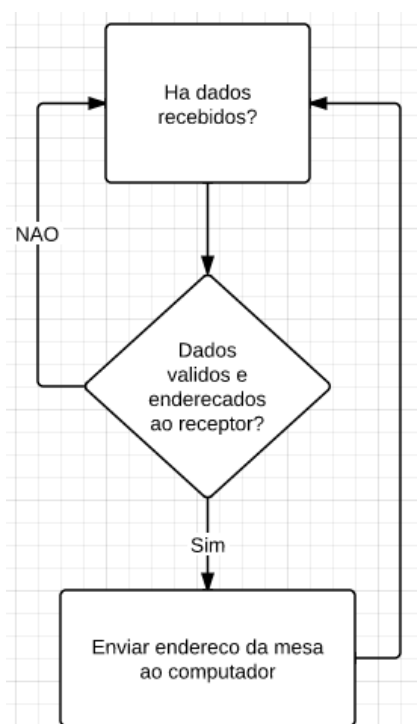 Ha dados
recebidos?
NAO
Dados
validos e
enderecados
ao receptor?
Sim
Enviar endereco da mesa
ao computador